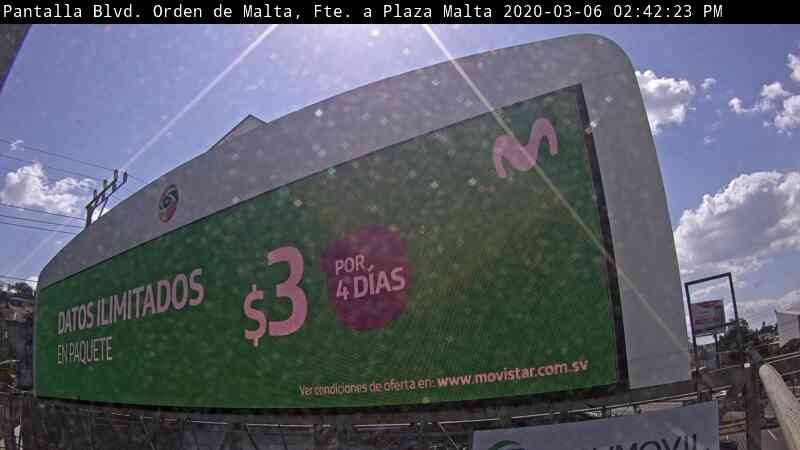 Pantalla Blvd. Orden de Malta, Fte. a Plaza Malta 2020-03-06 02:42:23 PM
DATOS ILIMITADOS
EN PAQUETE
$3
POR
4 DÍAS
Ver condiciones de oferta en: www.movistar.com.sv